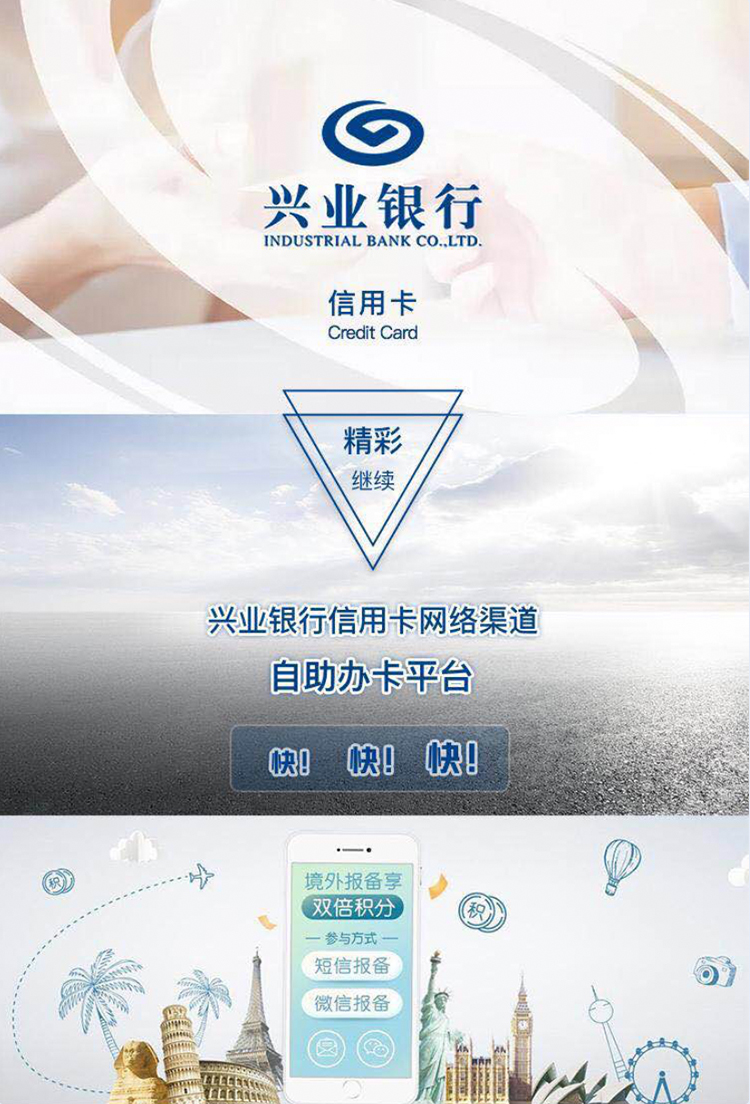 兴业银行
INDUSTRIAL BANK CO.,LTD.
信用卡
Credit Card
精彩
继续
兴业银行信用卡网络渠道
自助办卡平台
快! 快! 快!
境外报备享
双倍积分
参与方式
短信报备
微信报备
积
积